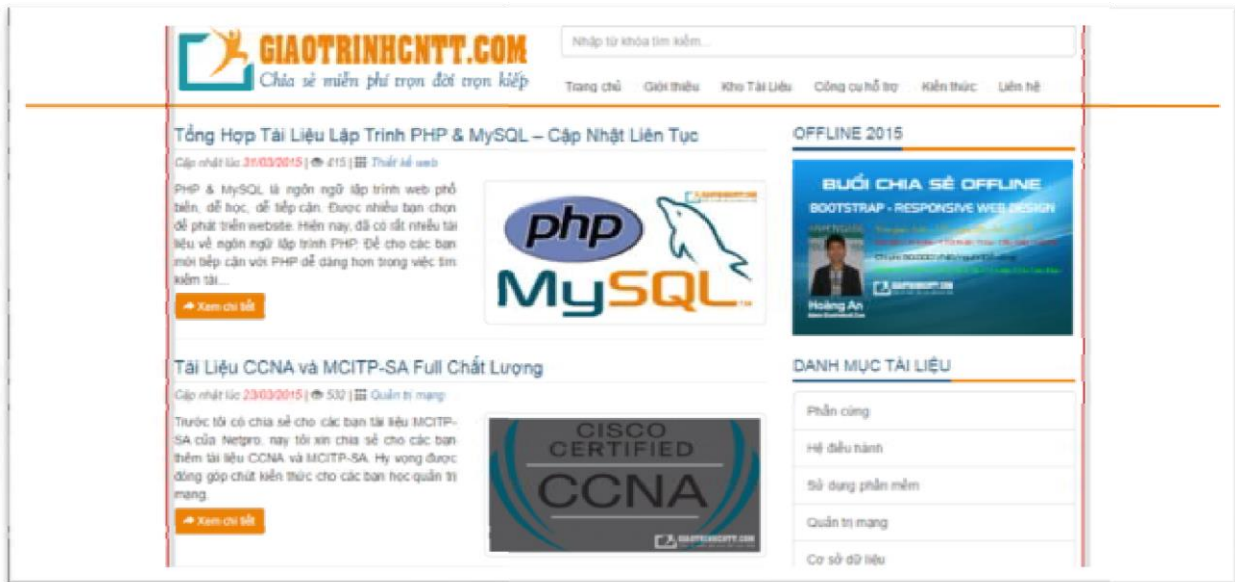 GIAOTRINHCNTT.COM
Chia sẻ miễn phí trọn đời trọn kiếp
Nhập từ khóa tìm kiếm...
Trang chủ Giới thiệu Kho Tài Liệu Công cụ hỗ trợ Kiến thức Liên hệ
Tổng Hợp Tài Liệu Lập Trình PHP & MySQL – Cập Nhật Liên Tục
Cập nhật lúc 31/03/2015 | 415 | Thiết kế web
PHP & MySQL là ngôn ngữ lập trình web phổ
biến, dễ học, dễ tiếp cận. Được nhiều bạn chọn
để phát triển website. Hiện nay, đã có rất nhiều tài
liệu về ngôn ngữ lập trình PHP. Để cho các bạn
mới tiếp cận với PHP dễ dàng hơn trong việc tìm
kiếm tài...
Xem chi tiết
php
MySQL
Tài Liệu CCNA và MCITP-SA Full Chất Lượng
Cập nhật lúc 23/03/2015 | 532 | Quản trị mạng
Trước tôi có chia sẻ cho các bạn tài liệu MCITP-
SA của Netpro, nay tôi xin chia sẻ cho các bạn
thêm tài liệu CCNA và MCITP-SA. Hy vọng được
đóng góp chút kiến thức cho các bạn học quản trị
mạng.
Xem chi tiết
CISCO
CERTIFIED
CCNA
GIAOTRINHCNTT.COM
OFFLINE 2015
BUỔI CHIA SẺ OFFLINE
BOOTSTRAP - RESPONSIVE WEB DESIGN
Hoàng An
DANH MỤC TÀI LIỆU
Phần cứng
Hệ điều hành
Sử dụng phần mềm
Quản trị mạng
Cơ sở dữ liệu